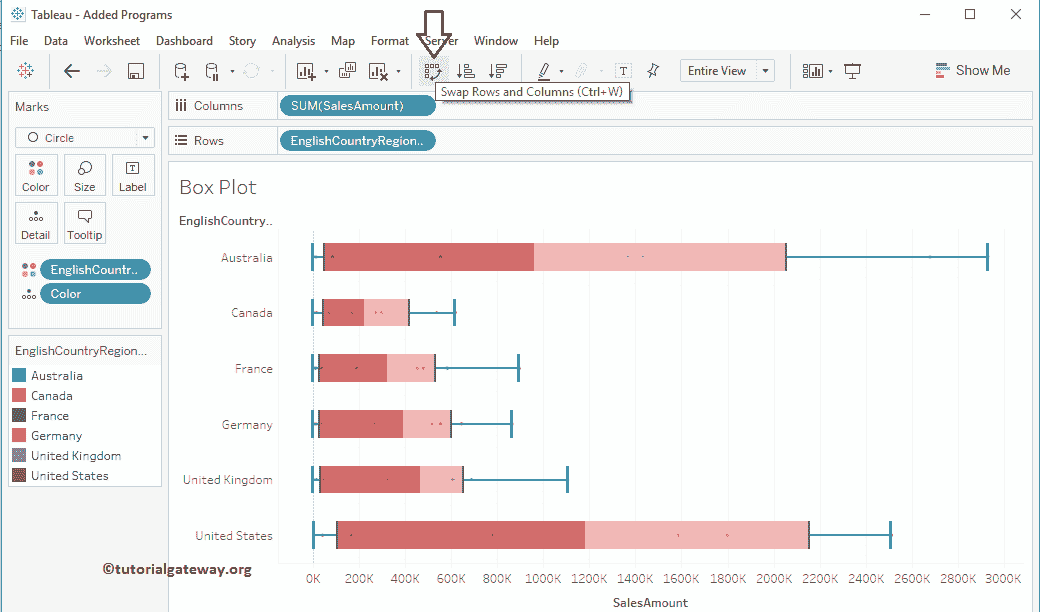 Tableau - Added Programs
File Data Worksheet Dashboard Story Analysis Map Format Server Window Help
Entire View
Show Me
Swap Rows and Columns (Ctrl+W)
Marks
Circle
Color Size Label
Detail Tooltip
EnglishCountr..
Color
EnglishCountryRegion...
Australia
Canada
France
Germany
United Kingdom
United States
Columns SUM(SalesAmount)
Rows EnglishCountryRegion..
Box Plot
EnglishCountry..
Australia
Canada
France
Germany
United Kingdom
United States
0K 200K 400K 600K 800K 1000K 1200K 1400K 1600K 1800K 2000K 2200K 2400K 2600K 2800K 3000K
SalesAmount
©tutorialgateway.org